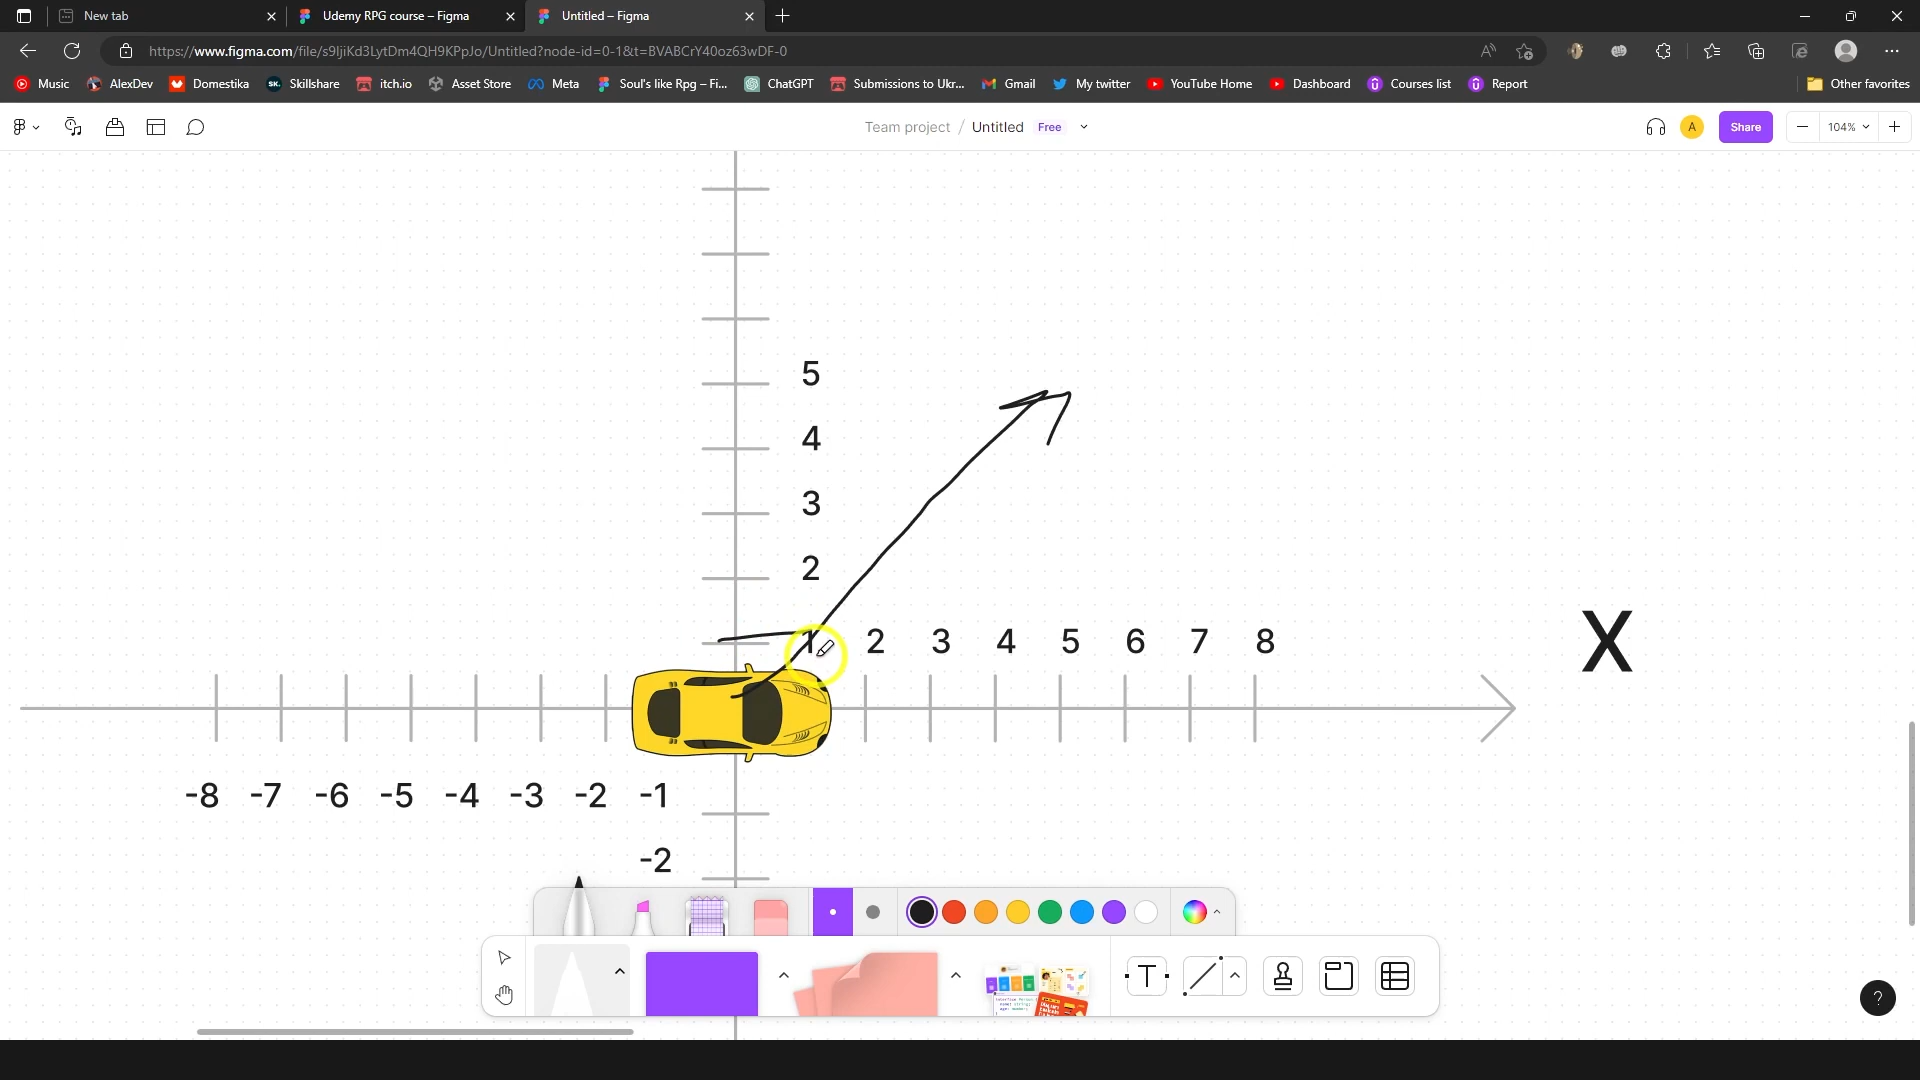 New tab
Udemy RPG course – Figma
Untitled – Figma
https://www.figma.com/file/s9IjiKd3LytDm4QH9KPpJo/Untitled?node-id=0-1&t=BVABCrY40oz63wDF-0
Music
AlexDev
Domestika
SK. Skillshare
itch.io
Asset Store
Meta
Soul's like Rpg – Fi...
ChatGPT
Submissions to Ukr...
Gmail
My twitter
YouTube Home
Dashboard
Courses list
Report
Other favorites
Team project / Untitled Free
A
Share
104%
5
4
3
2
1 2 3 4 5 6 7 8
X
-8 -7 -6 -5 -4 -3 -2 -1
-2
T
?